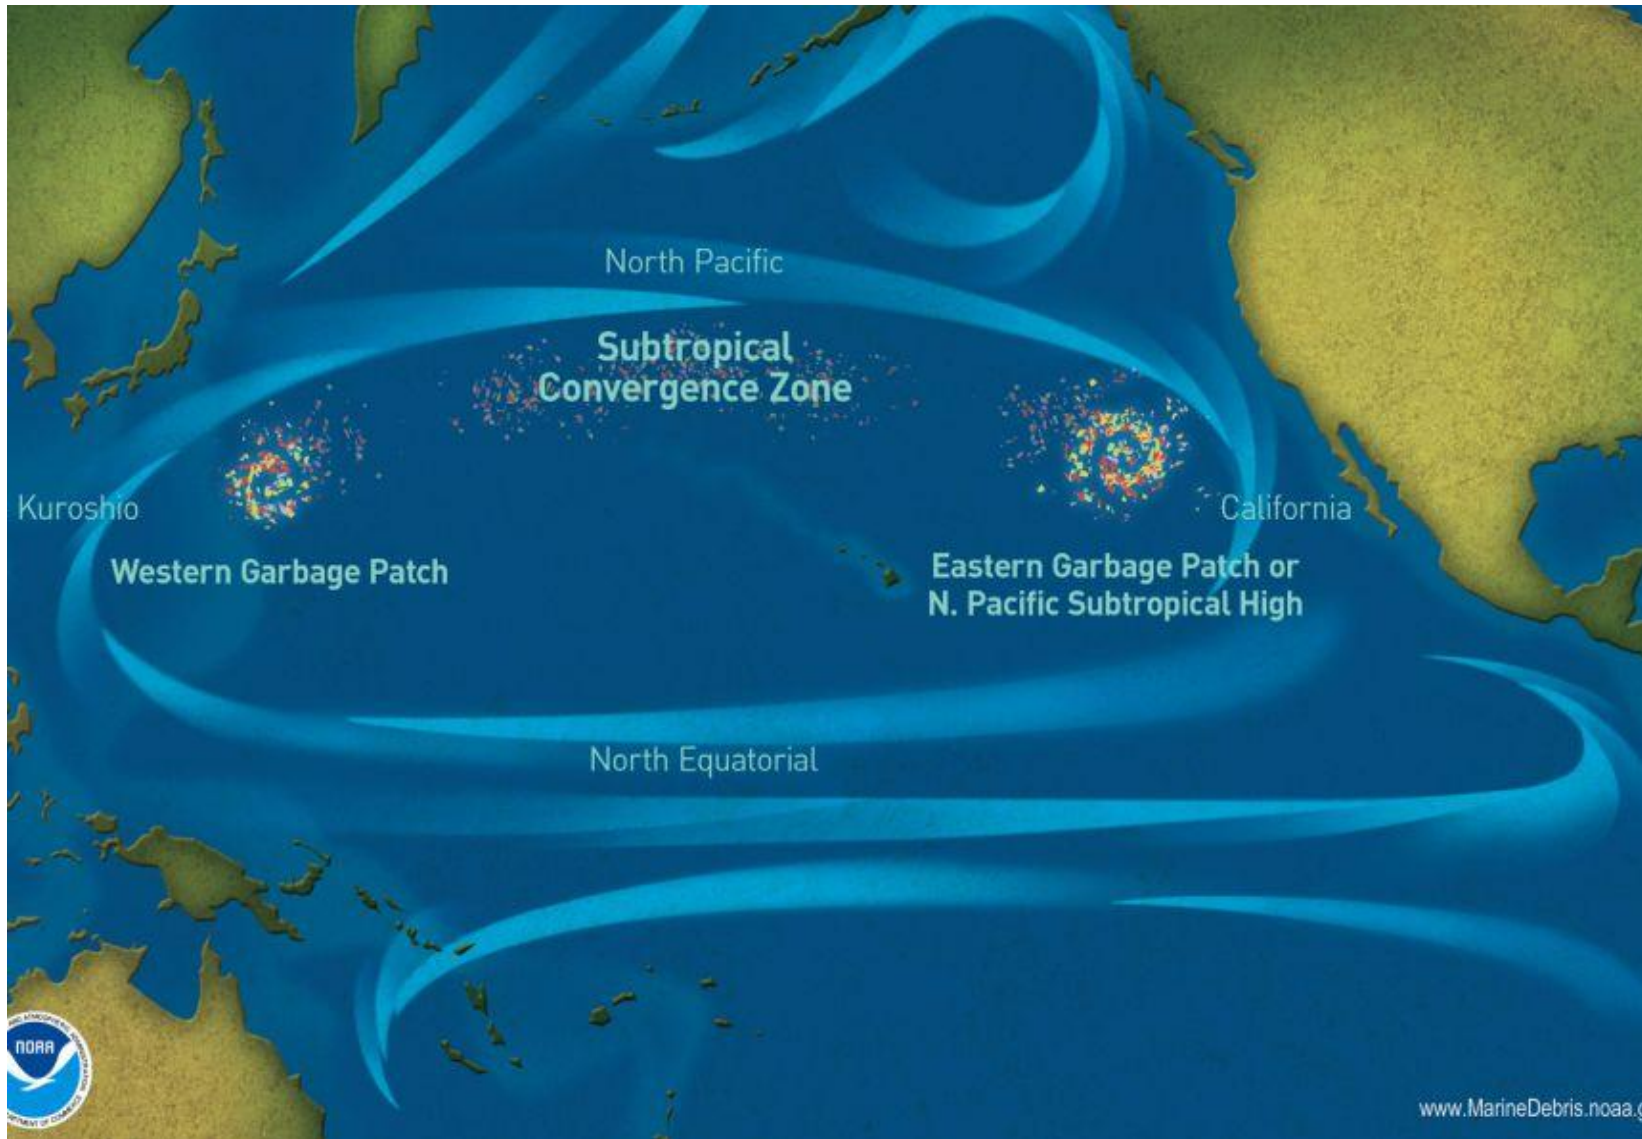 North Pacific
Subtropical
Convergence Zone
Kuroshio
California
Western Garbage Patch
Eastern Garbage Patch or
N. Pacific Subtropical High
North Equatorial
NOAA
www.MarineDebris.noaa.g